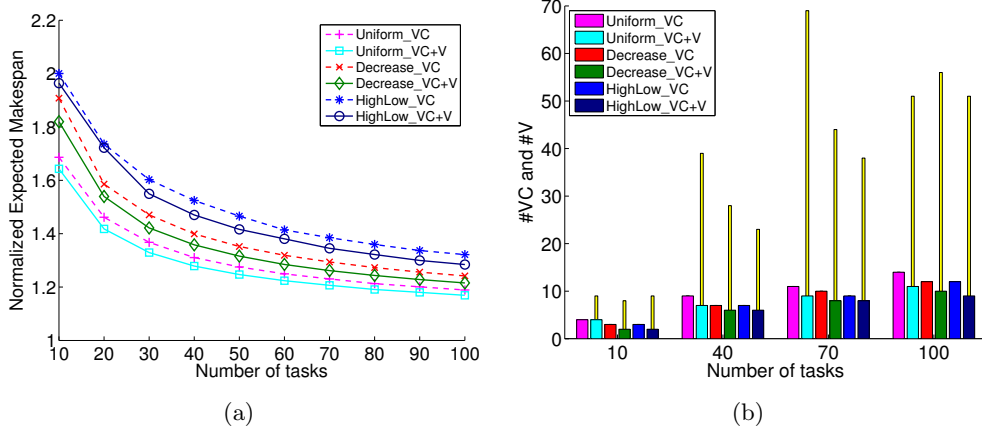 2.2
2
1.8
1.6
1.4
1.2
1
Normalized Expected Makespan
Uniform_VC
Uniform_VC+V
Decrease_VC
Decrease_VC+V
HighLow_VC
HighLow_VC+V
10 20 30 40 50 60 70 80 90 100
Number of tasks
(a)
70
60
50
40
30
20
10
0
#VC and #V
Uniform_VC
Uniform_VC+V
Decrease_VC
Decrease_VC+V
HighLow_VC
HighLow_VC+V
10 40 70 100
Number of tasks
(b)